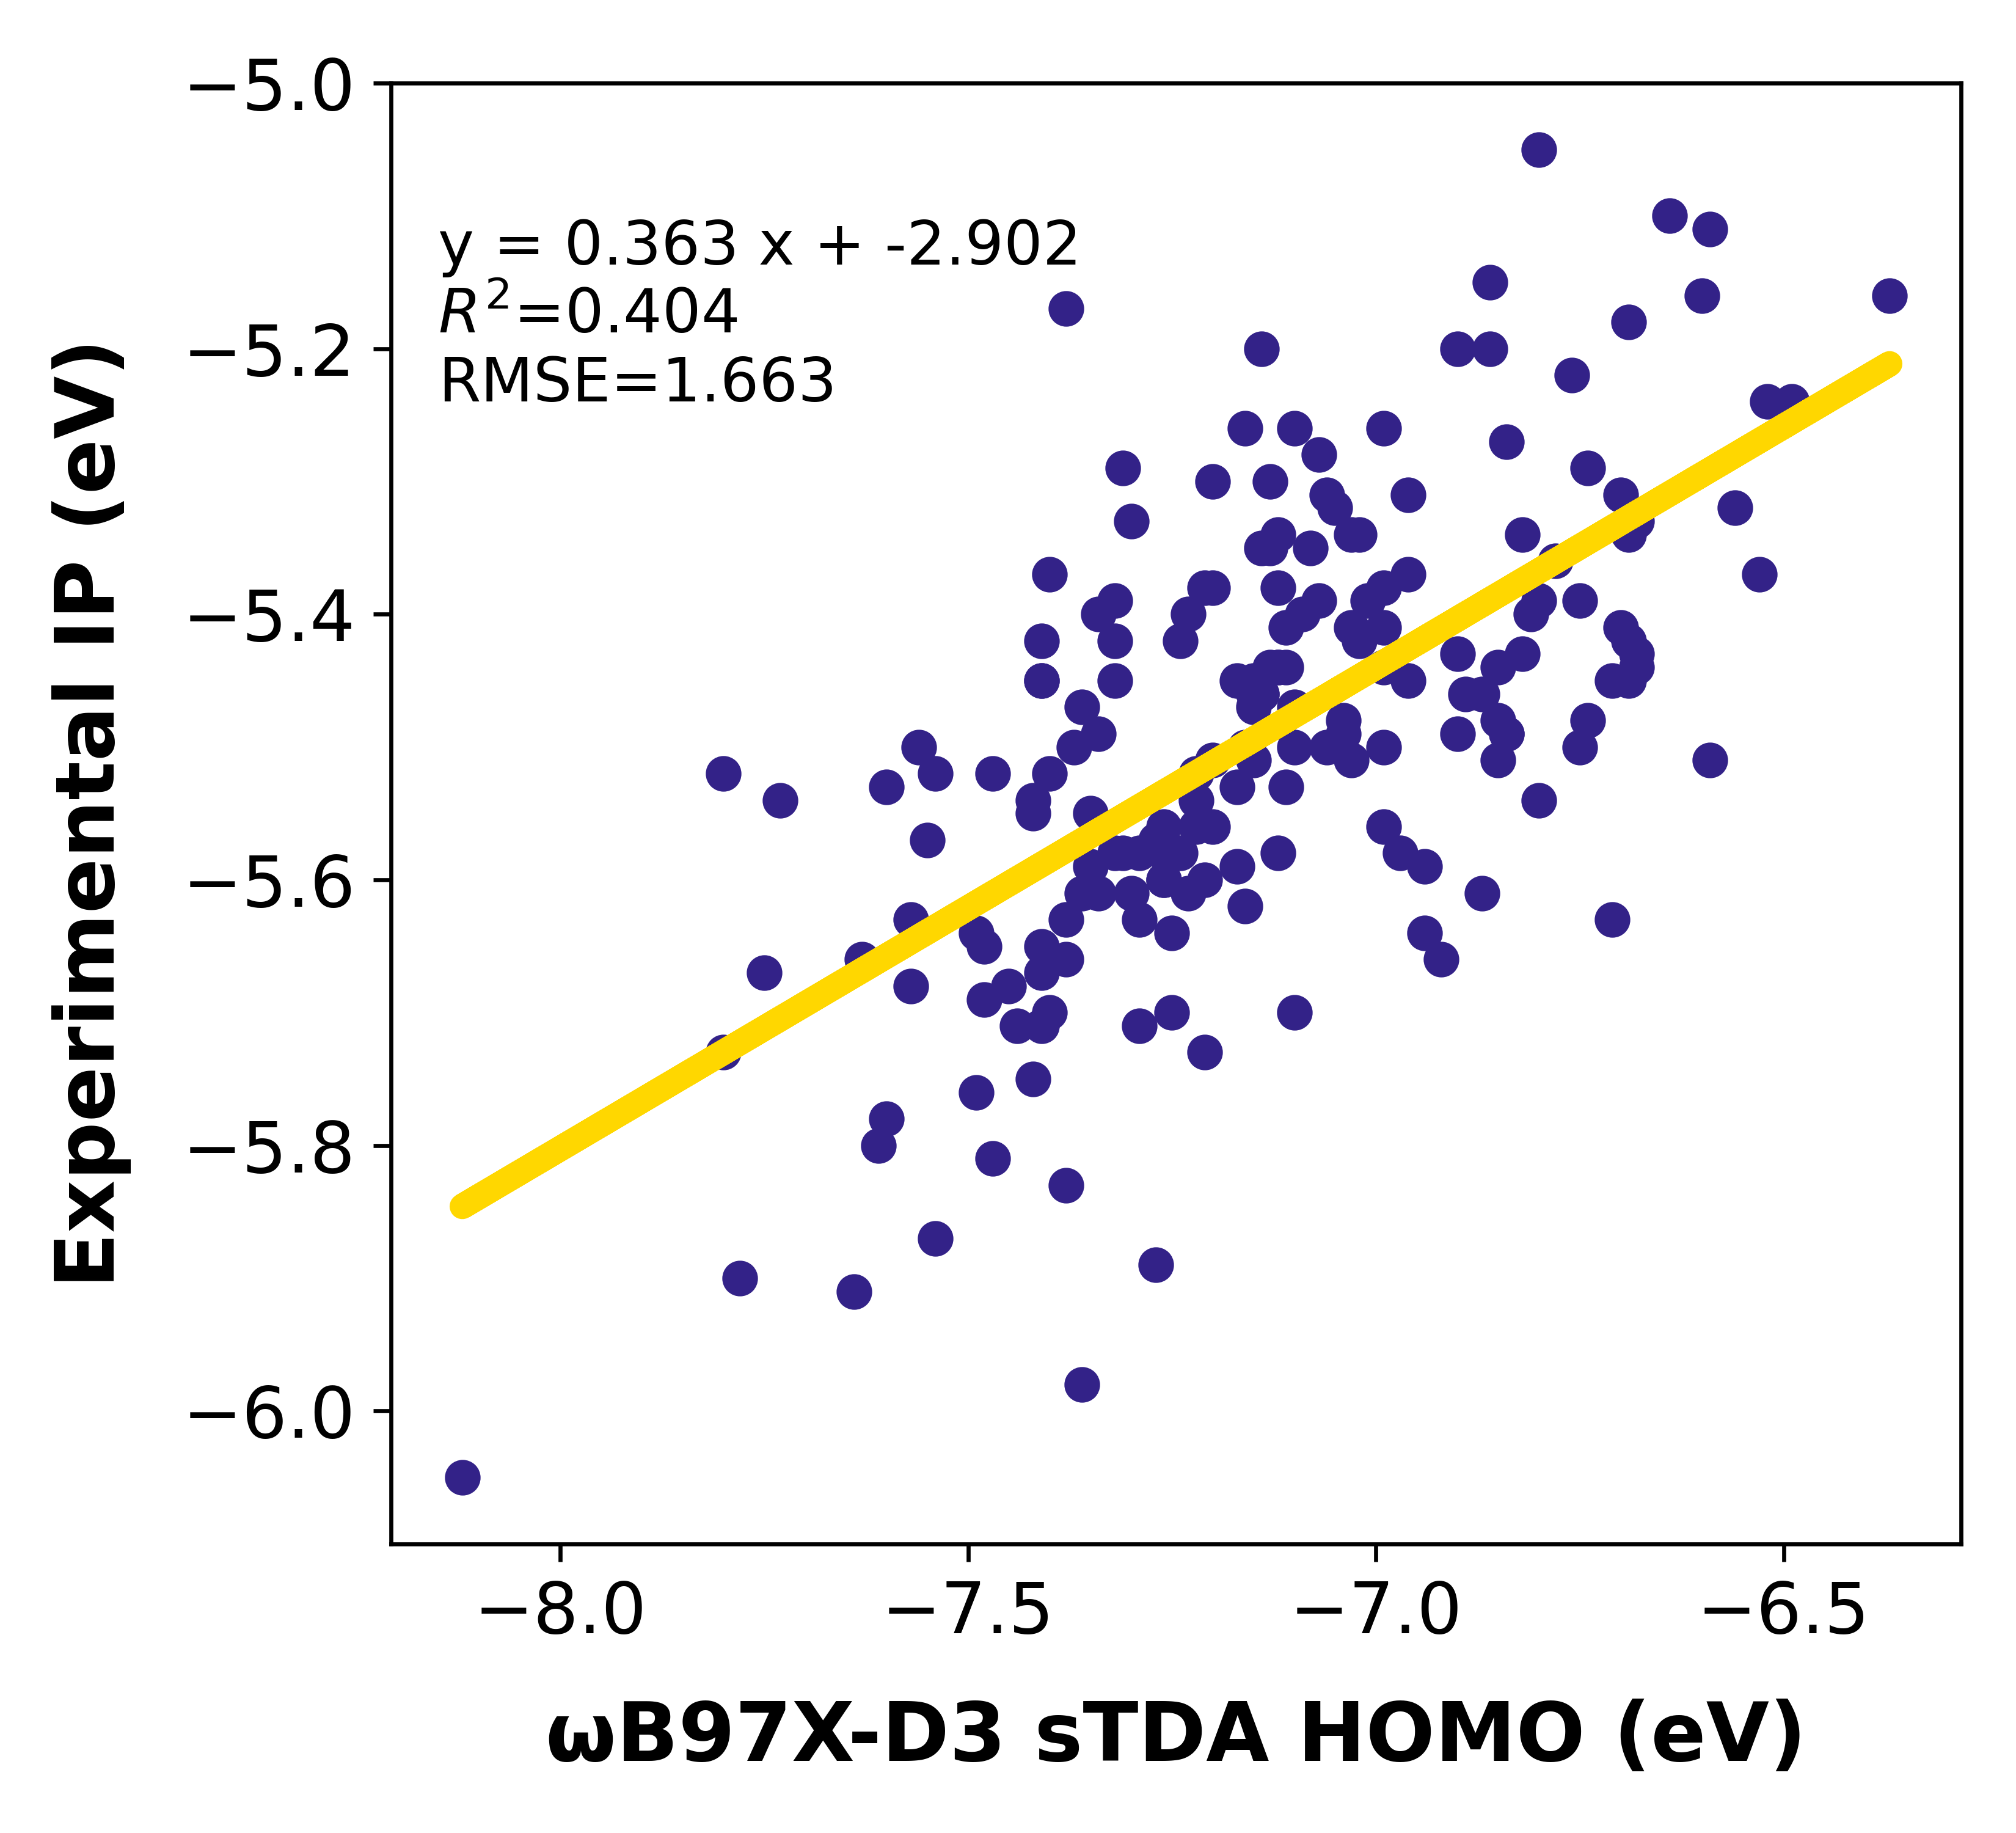 −5.0
y = 0.363 x + -2.902
R²=0.404
RMSE=1.663
−5.2
−5.4
−5.6
−5.8
−6.0
Experimental IP (eV)
−8.0 −7.5 −7.0 −6.5
ωB97X-D3 sTDA HOMO (eV)